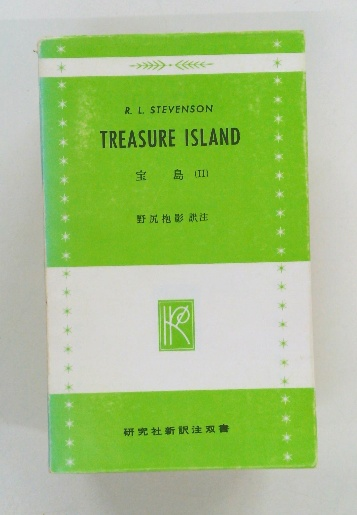 R. L. STEVENSON
TREASURE ISLAND
宝 島 (II)
野尻抱影 訳注
研究社新訳注双書